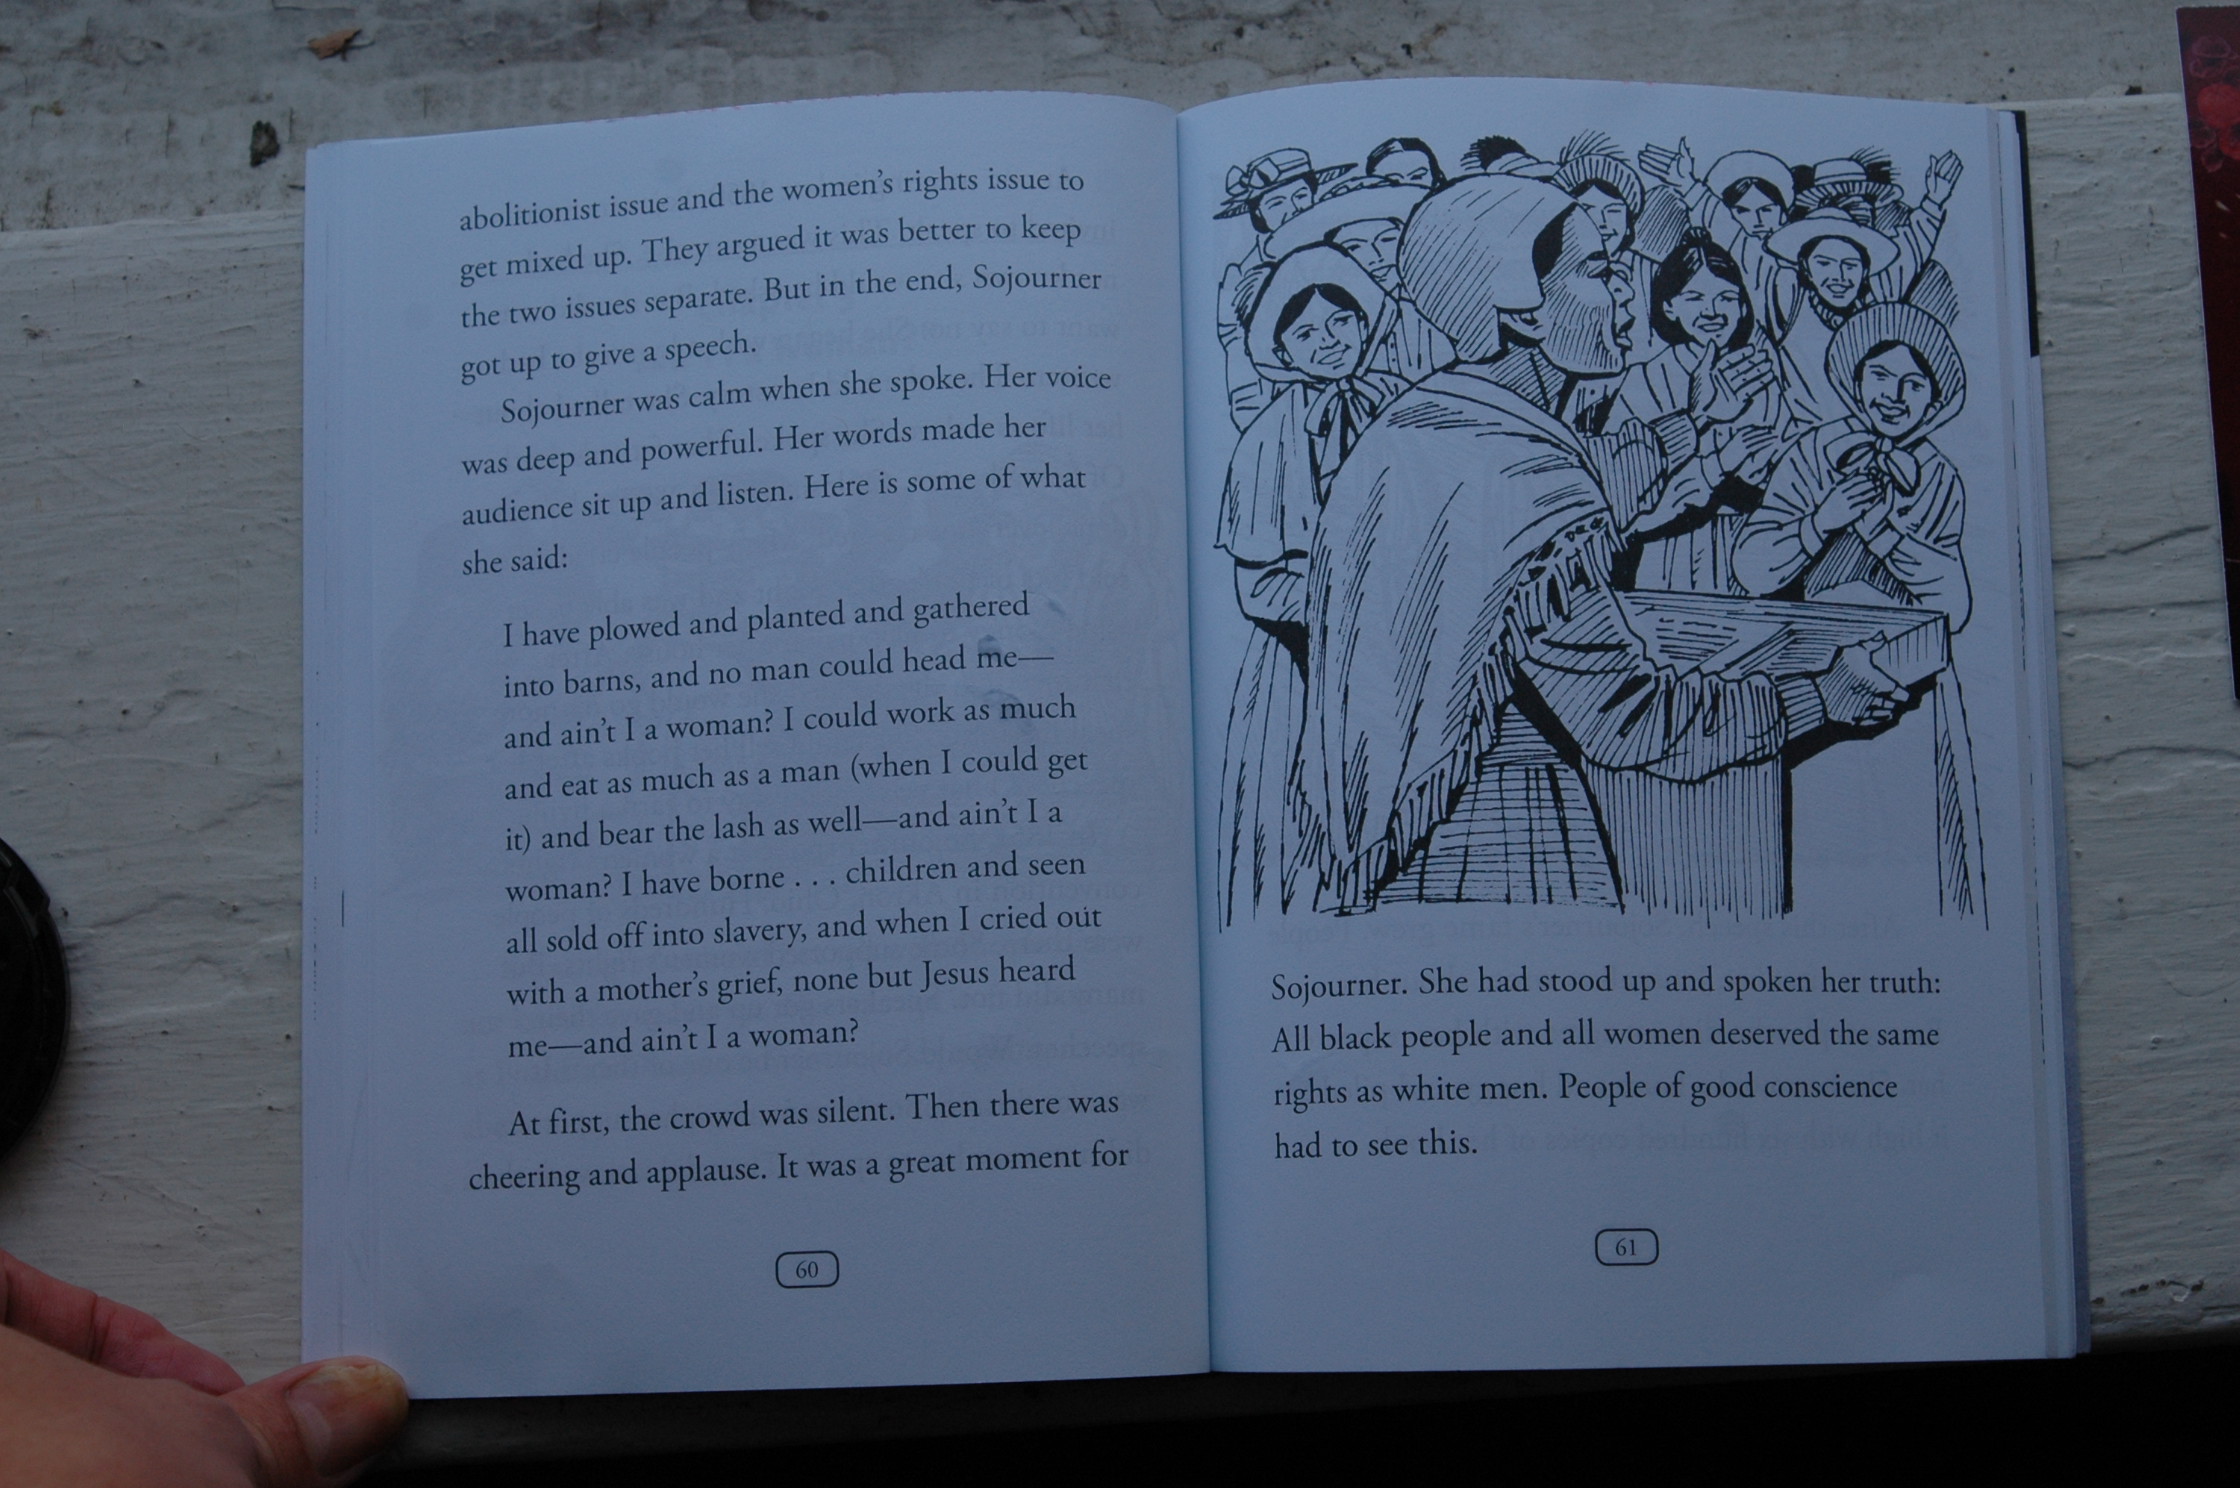 abolitionist issue and the women's rights issue to
get mixed up. They argued it was better to keep
the two issues separate. But in the end, Sojourner
got up to give a speech.
Sojourner was calm when she spoke. Her voice
was deep and powerful. Her words made her
audience sit up and listen. Here is some of what
she said:
I have plowed and planted and gathered
into barns, and no man could head me—
and ain't I a woman? I could work as much
and eat as much as a man (when I could get
it) and bear the lash as well—and ain't I a
woman? I have borne . . . children and seen
all sold off into slavery, and when I cried out
with a mother's grief, none but Jesus heard
me—and ain't I a woman?
At first, the crowd was silent. Then there was
cheering and applause. It was a great moment for
60
Sojourner. She had stood up and spoken her truth:
All black people and all women deserved the same
rights as white men. People of good conscience
had to see this.
61